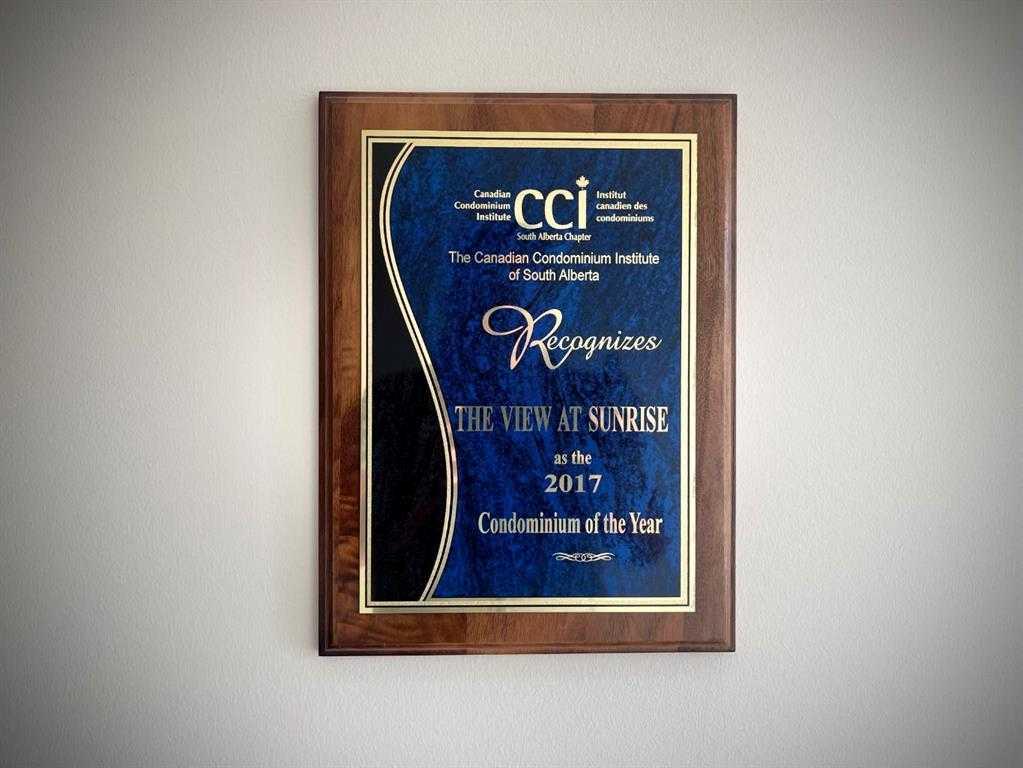 Canadian
Condominium
Institute
CCI
Institut
canadien des
condominiums
South Alberta Chapter
The Canadian Condominium Institute
of South Alberta
Recognizes
THE VIEW AT SUNRISE
as the
2017
Condominium of the Year